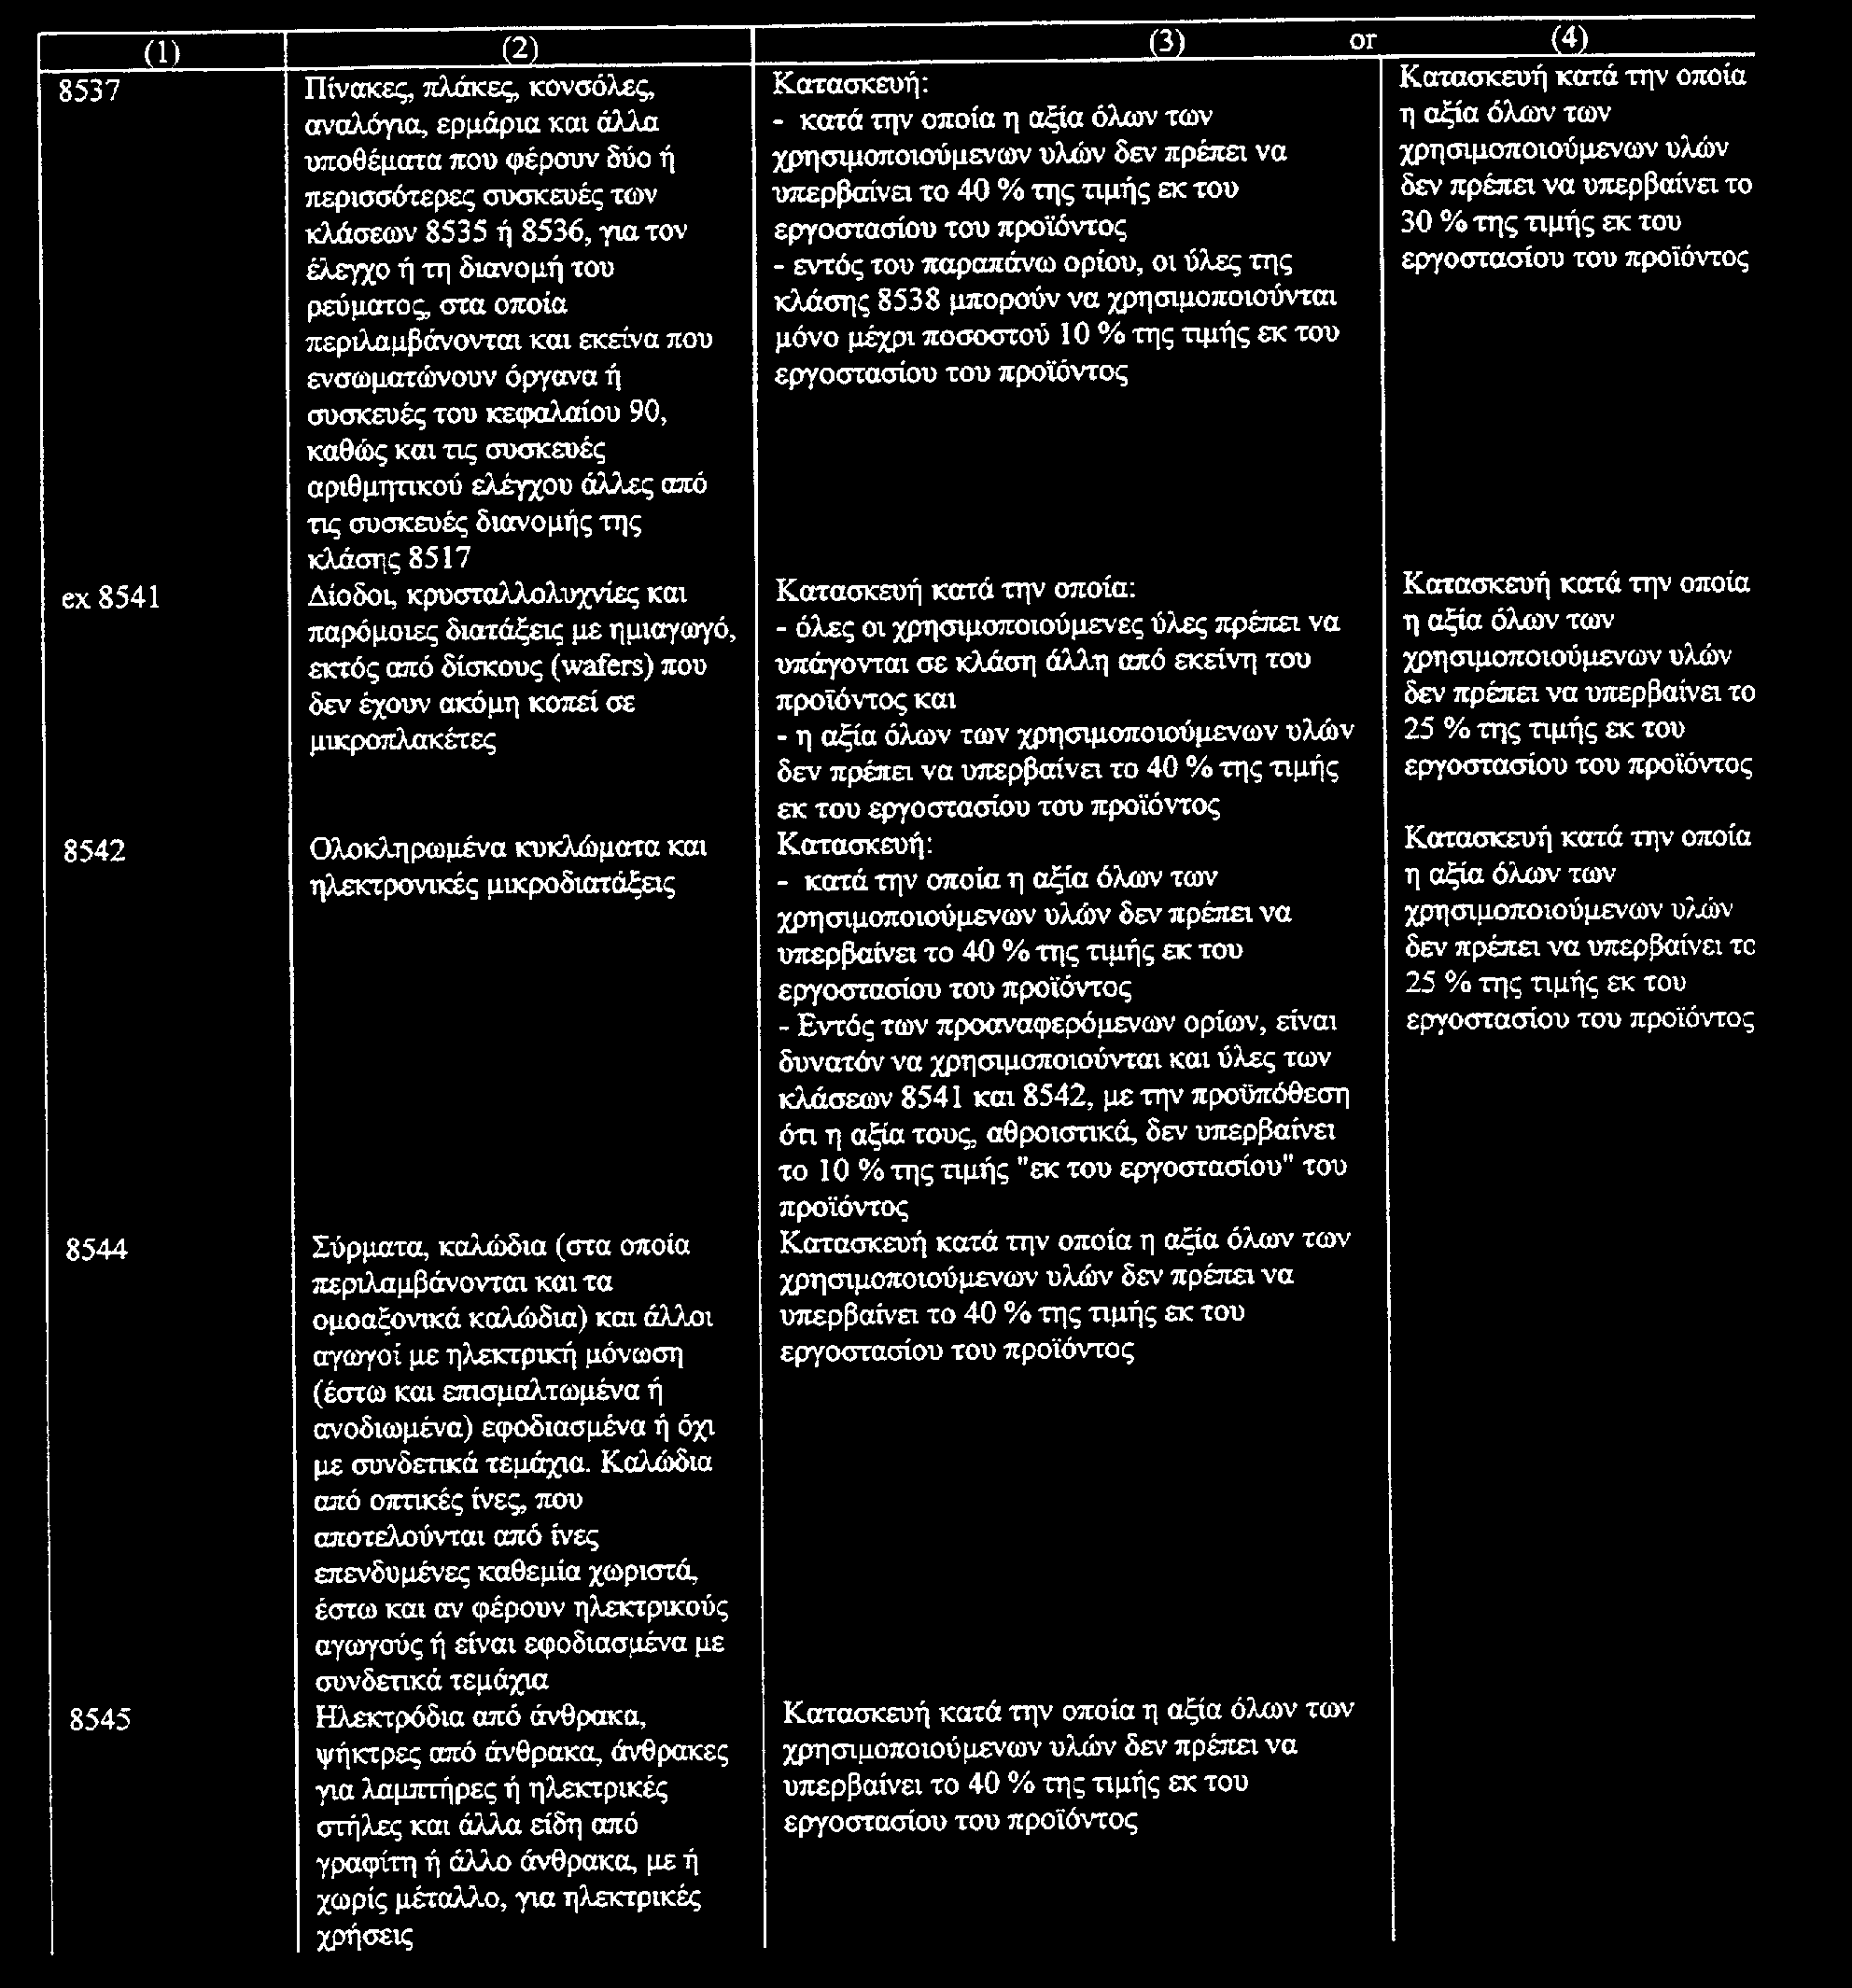 (1) (2) (3) or (4)
8537
Πίνακες, πλάκες, κονσόλες,
αναλόγια, ερμάρια και άλλα
υποθέματα που φέρουν δύο ή
περισσότερες συσκευές των
κλάσεων 8535 ή 8536, για τον
έλεγχο ή τη διανομή του
ρεύματος, στα οποία
περιλαμβάνονται και εκείνα που
ενσωματώνουν όργανα ή
συσκευές του κεφαλαίου 90,
καθώς και τις συσκευές
αριθμητικού ελέγχου άλλες από
τις συσκευές διανομής της
κλάσης 8517
Κατασκευή:
- κατά την οποία η αξία όλων των
χρησιμοποιούμενων υλών δεν πρέπει να
υπερβαίνει το 40 % της τιμής εκ του
εργοστασίου του προϊόντος
- εντός του παραπάνω ορίου, οι ύλες της
κλάσης 8538 μπορούν να χρησιμοποιούνται
μόνο μέχρι ποσοστού 10 % της τιμής εκ του
εργοστασίου του προϊόντος
Κατασκευή κατά την οποία
η αξία όλων των
χρησιμοποιούμενων υλών
δεν πρέπει να υπερβαίνει το
30 % της τιμής εκ του
εργοστασίου του προϊόντος
ex 8541
Δίοδοι, κρυσταλλολυχνίες και
παρόμοιες διατάξεις με ημιαγωγό,
εκτός από δίσκους (wafers) που
δεν έχουν ακόμη κοπεί σε
μικροπλακέτες
Κατασκευή κατά την οποία:
- όλες οι χρησιμοποιούμενες ύλες πρέπει να
υπάγονται σε κλάση άλλη από εκείνη του
προϊόντος και
- η αξία όλων των χρησιμοποιούμενων υλών
δεν πρέπει να υπερβαίνει το 40 % της τιμής
εκ του εργοστασίου του προϊόντος
Κατασκευή κατά την οποία
η αξία όλων των
χρησιμοποιούμενων υλών
δεν πρέπει να υπερβαίνει το
25 % της τιμής εκ του
εργοστασίου του προϊόντος
8542
Ολοκληρωμένα κυκλώματα και
ηλεκτρονικές μικροδιατάξεις
Κατασκευή:
- κατά την οποία η αξία όλων των
χρησιμοποιούμενων υλών δεν πρέπει να
υπερβαίνει το 40 % της τιμής εκ του
εργοστασίου του προϊόντος
- Εντός των προαναφερόμενων ορίων, είναι
δυνατόν να χρησιμοποιούνται και ύλες των
κλάσεων 8541 και 8542, με την προϋπόθεση
ότι η αξία τους, αθροιστικά, δεν υπερβαίνει
το 10 % της τιμής "εκ του εργοστασίου" του
προϊόντος
Κατασκευή κατά την οποία
η αξία όλων των
χρησιμοποιούμενων υλών
δεν πρέπει να υπερβαίνει το
25 % της τιμής εκ του
εργοστασίου του προϊόντος
8544
Σύρματα, καλώδια (στα οποία
περιλαμβάνονται και τα
ομοαξονικά καλώδια) και άλλοι
αγωγοί με ηλεκτρική μόνωση
(έστω και επισμαλτωμένα ή
ανοδιωμένα) εφοδιασμένα ή όχι
με συνδετικά τεμάχια. Καλώδια
από οπτικές ίνες, που
αποτελούνται από ίνες
επενδυμένες καθεμία χωριστά,
έστω και αν φέρουν ηλεκτρικούς
αγωγούς ή είναι εφοδιασμένα με
συνδετικά τεμάχια
Κατασκευή κατά την οποία η αξία όλων των
χρησιμοποιούμενων υλών δεν πρέπει να
υπερβαίνει το 40 % της τιμής εκ του
εργοστασίου του προϊόντος
8545
Ηλεκτρόδια από άνθρακα,
ψήκτρες από άνθρακα, άνθρακες
για λαμπτήρες ή ηλεκτρικές
στήλες και άλλα είδη από
γραφίτη ή άλλο άνθρακα, με ή
χωρίς μέταλλο, για ηλεκτρικές
χρήσεις
Κατασκευή κατά την οποία η αξία όλων των
χρησιμοποιούμενων υλών δεν πρέπει να
υπερβαίνει το 40 % της τιμής εκ του
εργοστασίου του προϊόντος